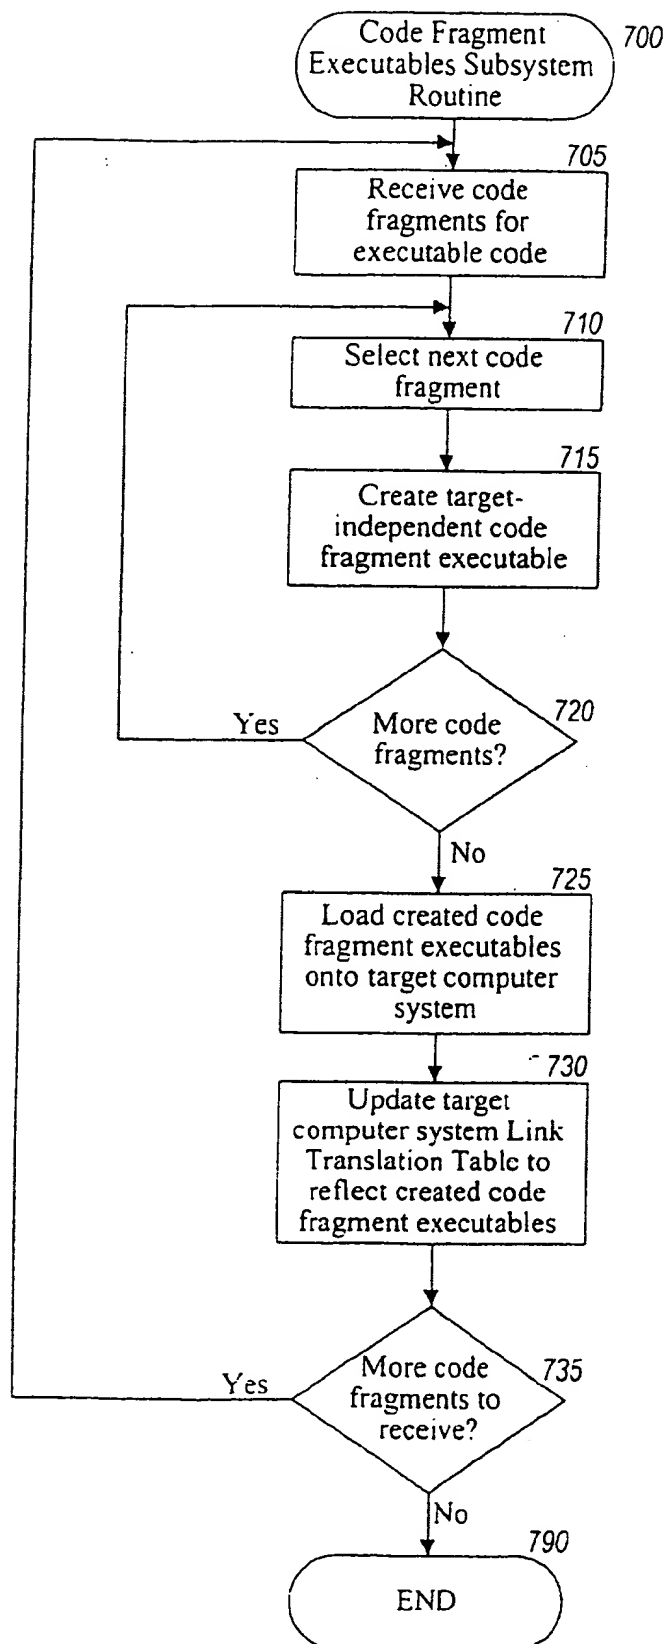 Code Fragment
Executables Subsystem
Routine
700
705
Receive code
fragments for
executable code
710
Select next code
fragment
715
Create target-
independent code
fragment executable
720
More code
fragments?
Yes
No
725
Load created code
fragment executables
onto target computer
system
730
Update target
computer system Link
Translation Table to
reflect created code
fragment executables
735
More code
fragments to
receive?
Yes
No
790
END